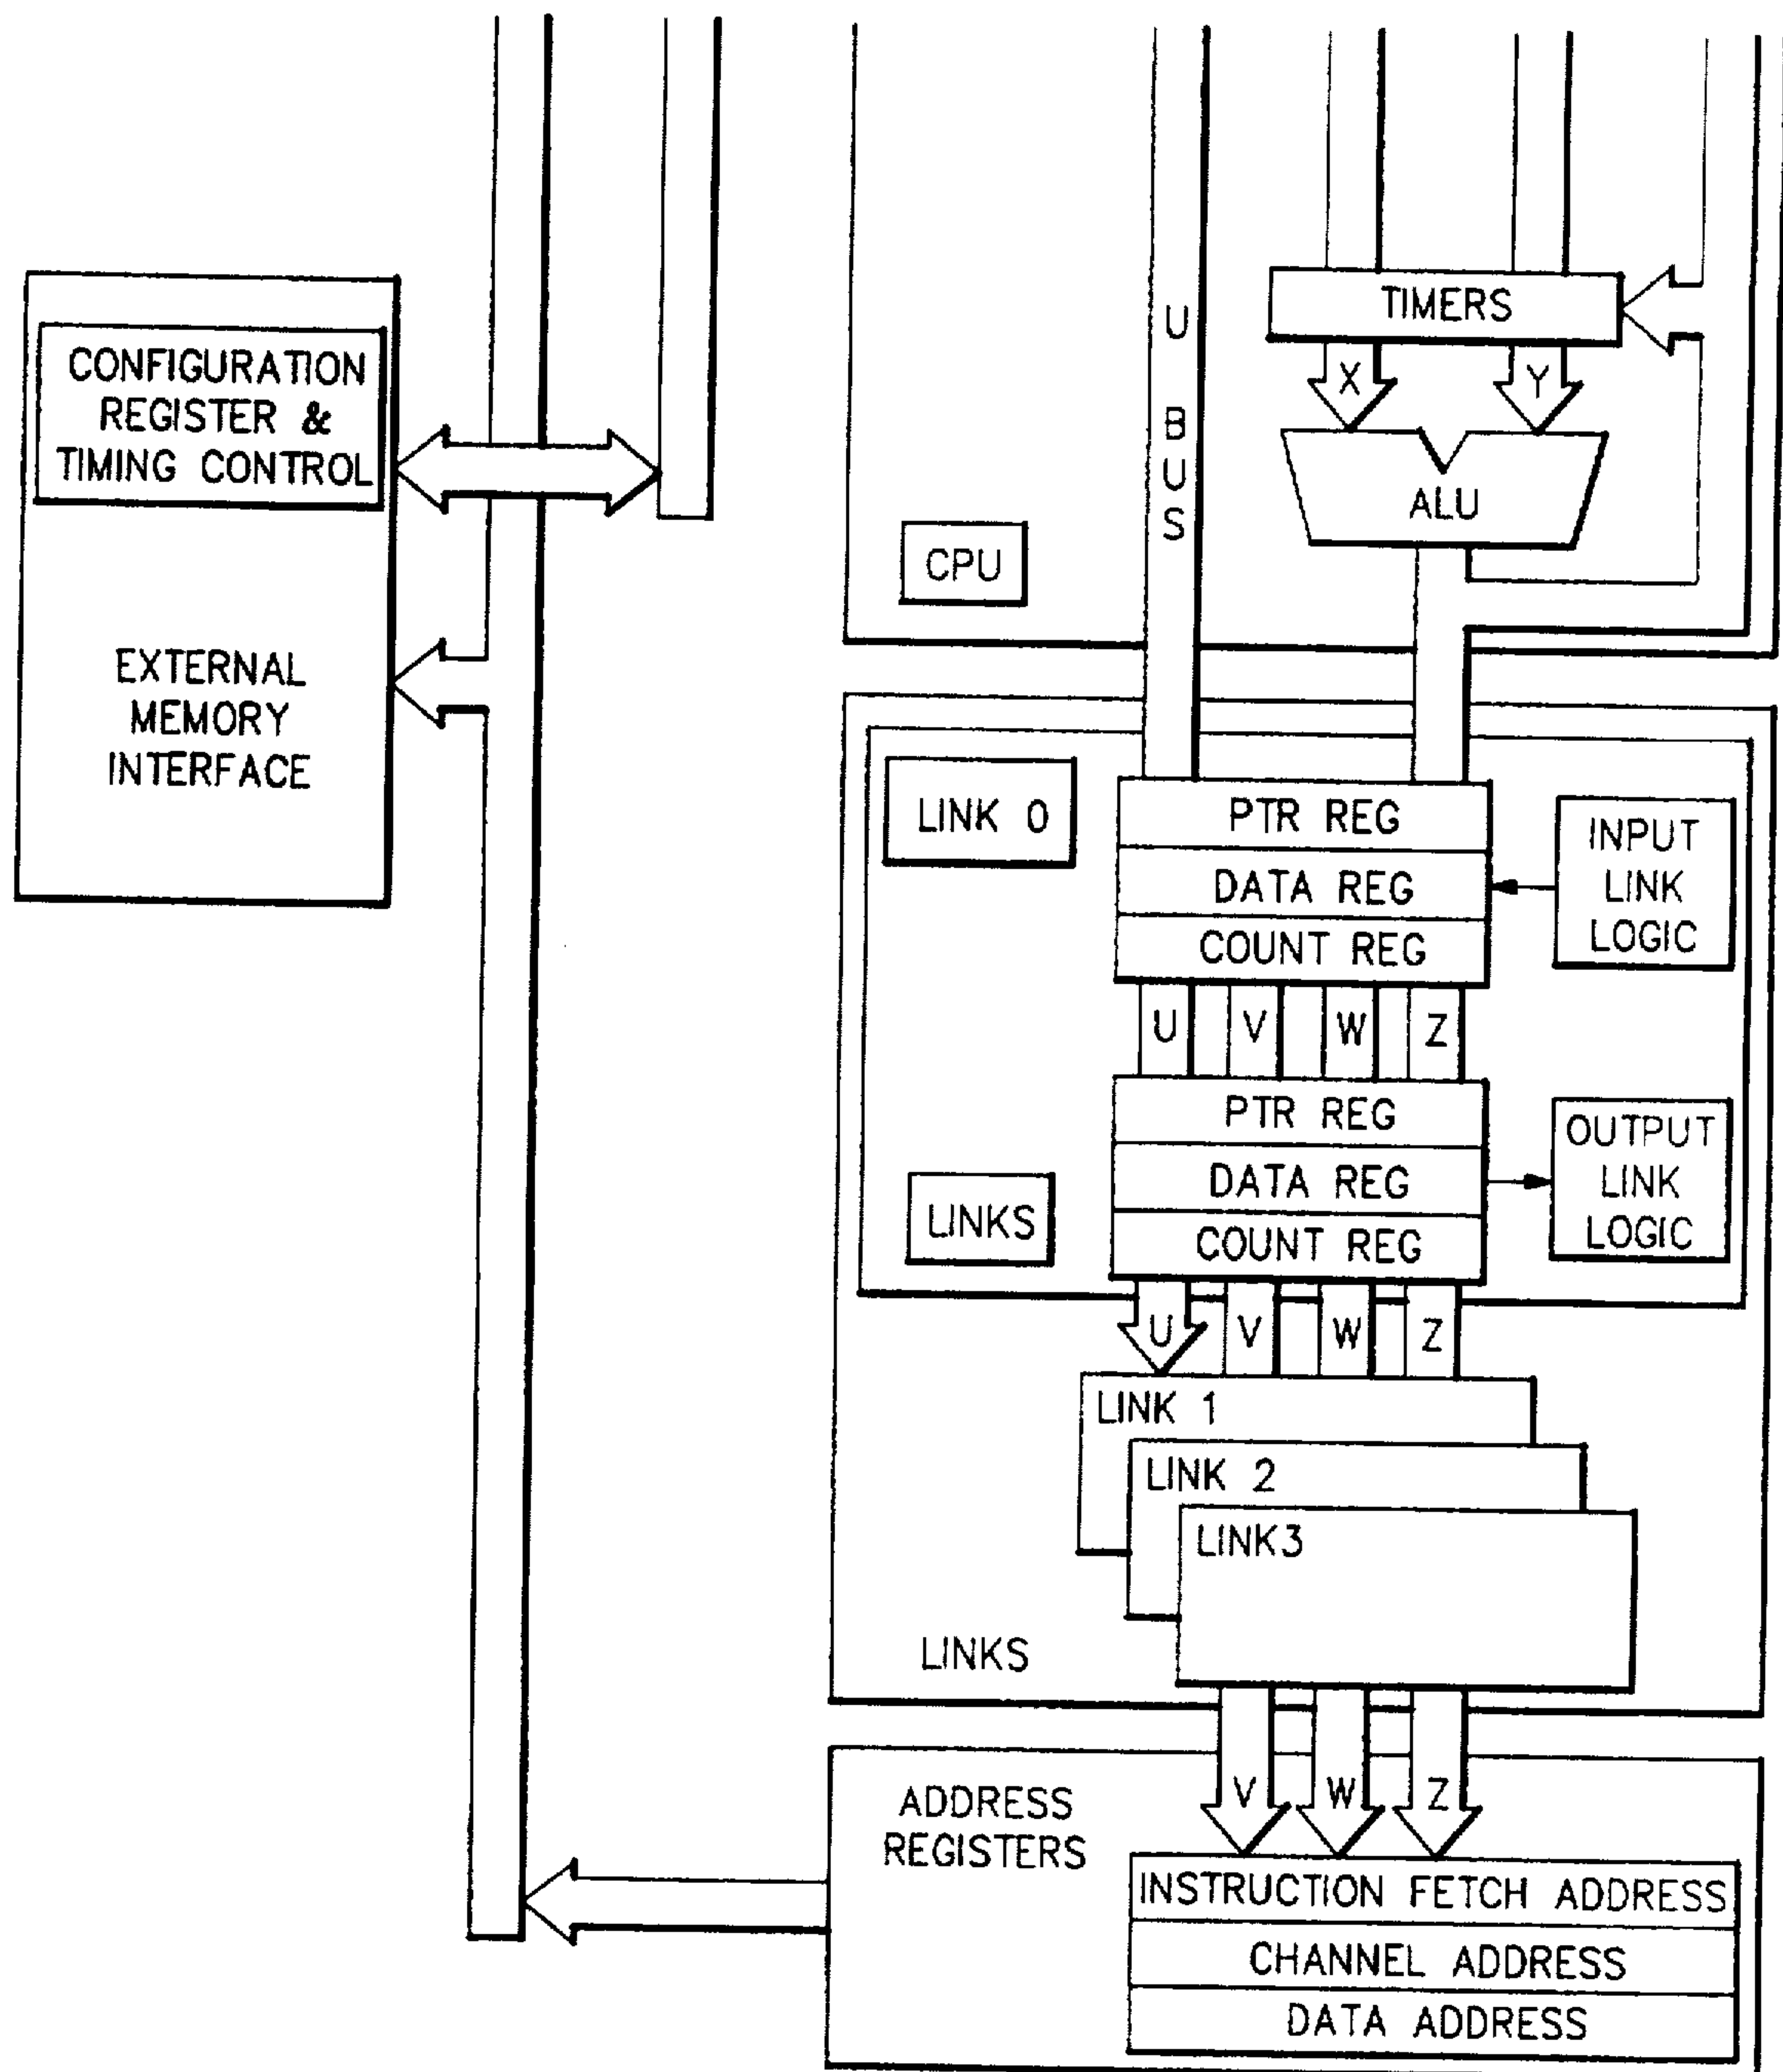 CONFIGURATION
REGISTER &
TIMING CONTROL
EXTERNAL
MEMORY
INTERFACE
U BUS
TIMERS
X
Y
ALU
CPU
LINK 0
PTR REG
DATA REG
COUNT REG
INPUT
LINK
LOGIC
U V W Z
PTR REG
DATA REG
COUNT REG
OUTPUT
LINK
LOGIC
LINKS
U V W Z
LINK 1
LINK 2
LINK3
LINKS
V W Z
ADDRESS
REGISTERS
INSTRUCTION FETCH ADDRESS
CHANNEL ADDRESS
DATA ADDRESS